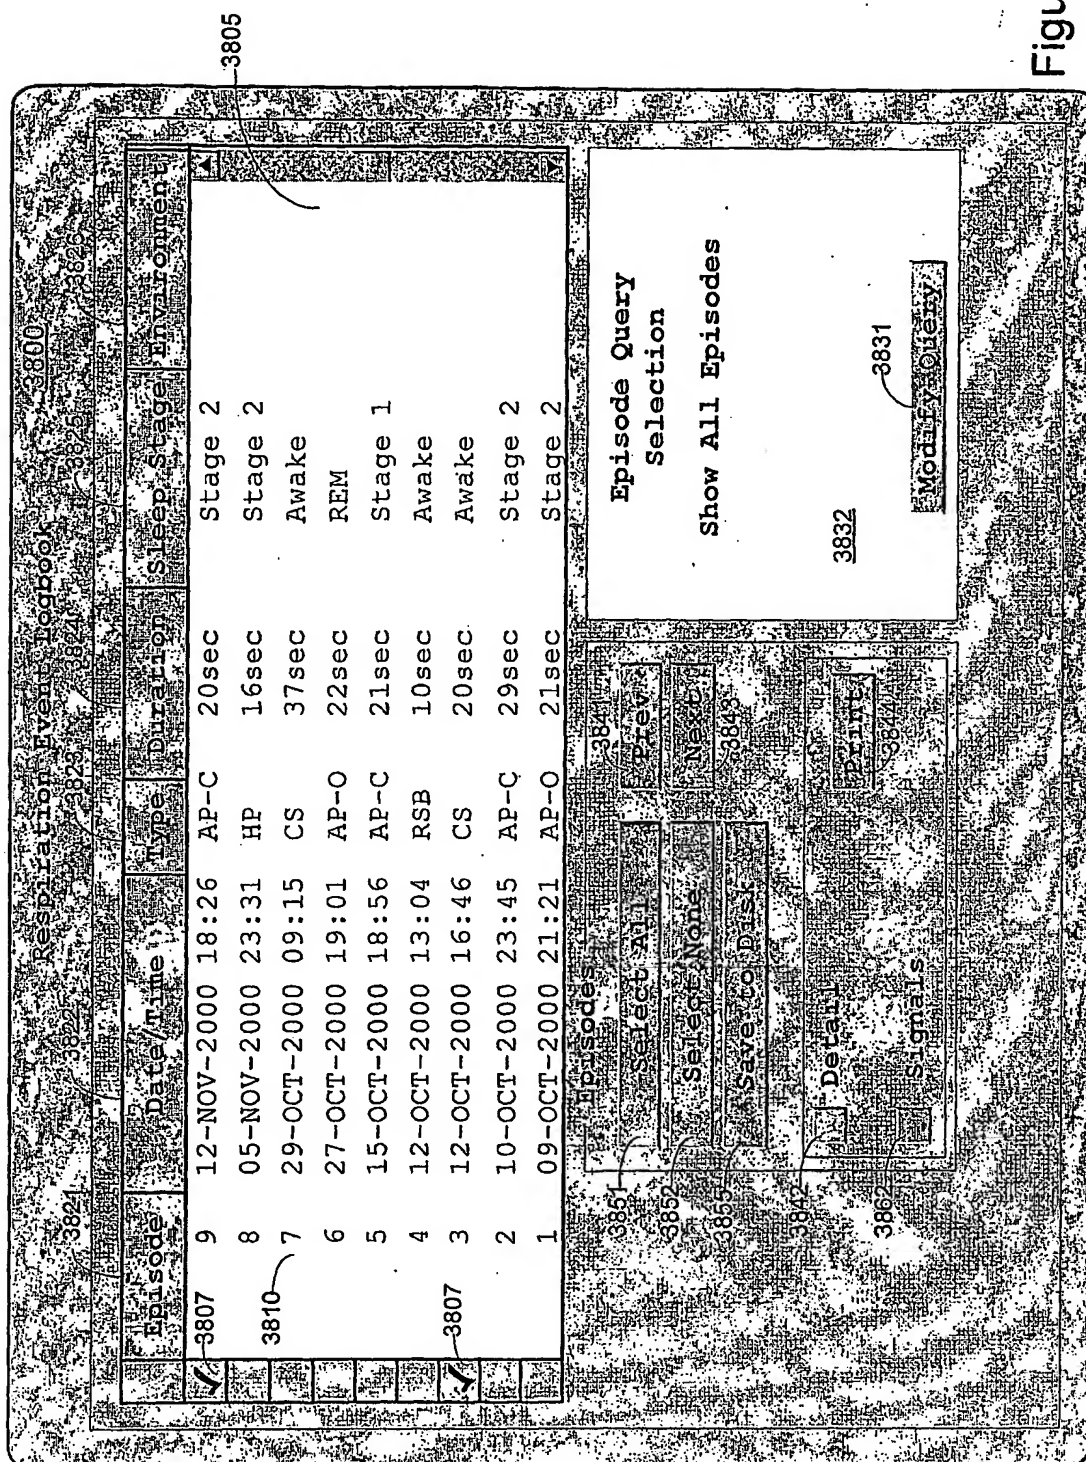 Respiration Event Logbook 3800
3821 3822 3823 3824 3825 3826
Episode Date/Time Type Duration Sleep Stage Environment
3807 9 12-NOV-2000 18:26 AP-C 20sec Stage 2
8 05-NOV-2000 23:31 HP 16sec Stage 2
3810 7 29-OCT-2000 09:15 CS 37sec Awake
6 27-OCT-2000 19:01 AP-O 22sec REM
5 15-OCT-2000 18:56 AP-C 21sec Stage 1
4 12-OCT-2000 13:04 RSB 10sec Awake
3807 3 12-OCT-2000 16:46 CS 20sec Awake
2 10-OCT-2000 23:45 AP-C 29sec Stage 2
1 09-OCT-2000 21:21 AP-O 21sec Stage 2
3805
Episodes
3851 Select All 3841 Prev
3852 Select None Next 3843
3855 Save to Disk
3842 Detail Print 3844
3862 Signals
Episode Query
Selection
Show All Episodes
3832
3831
Modify Query
Figu